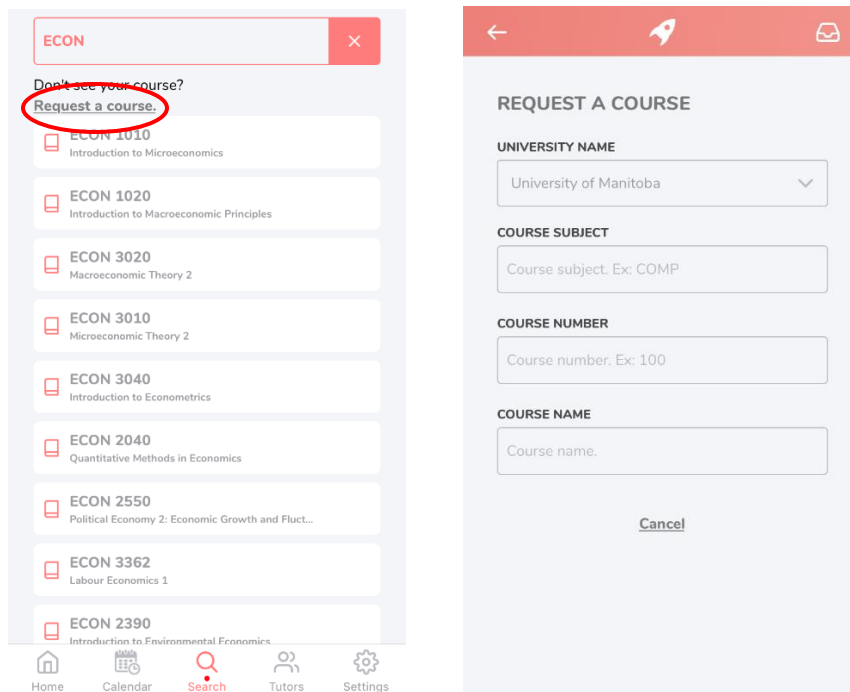 ECON
Don't see your course?
Request a course.
ECON 1010
Introduction to Microeconomics
ECON 1020
Introduction to Macroeconomic Principles
ECON 3020
Macroeconomic Theory 2
ECON 3010
Microeconomic Theory 2
ECON 3040
Introduction to Econometrics
ECON 2040
Quantitative Methods in Economics
ECON 2550
Political Economy 2: Economic Growth and Fluct...
ECON 3362
Labour Economics 1
ECON 2390
Introduction to Environmental Economics
Home Calendar Search Tutors Settings
REQUEST A COURSE
UNIVERSITY NAME
University of Manitoba
COURSE SUBJECT
Course subject. Ex: COMP
COURSE NUMBER
Course number. Ex: 100
COURSE NAME
Course name.
Cancel